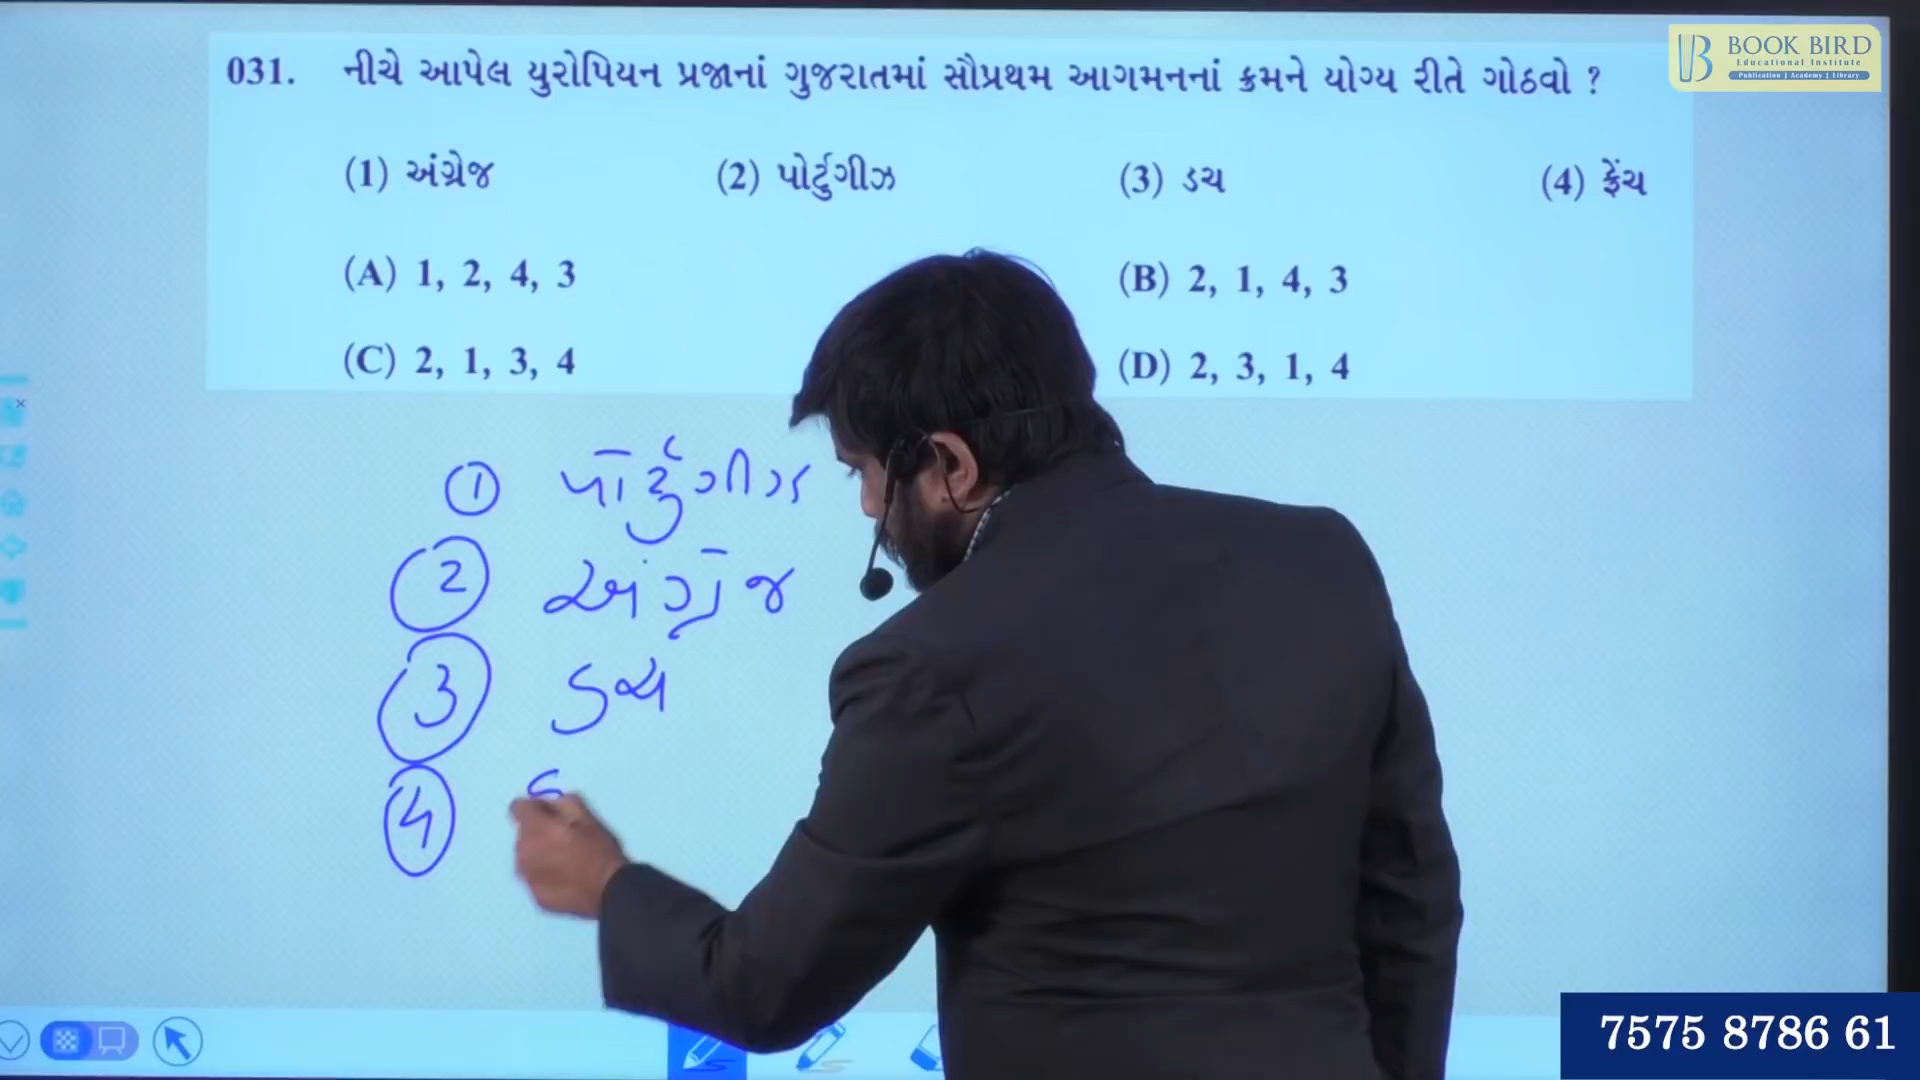 BOOK BIRD
Educational Institute
Publication | Academy | Library
031. નીચે આપેલ યુરોપિયન પ્રજાનાં ગુજરાતમાં સૌપ્રથમ આગમનનાં ક્રમને યોગ્ય રીતે ગોઠવો ?
(1) અંગ્રેજ (2) પોર્ટુગીઝ (3) ડચ (4) ફ્રેંચ
(A) 1, 2, 4, 3 (B) 2, 1, 4, 3
(C) 2, 1, 3, 4 (D) 2, 3, 1, 4
1 પોર્ટુગીઝ
2 અંગ્રેજ
3 ડચ
4
7575 8786 61